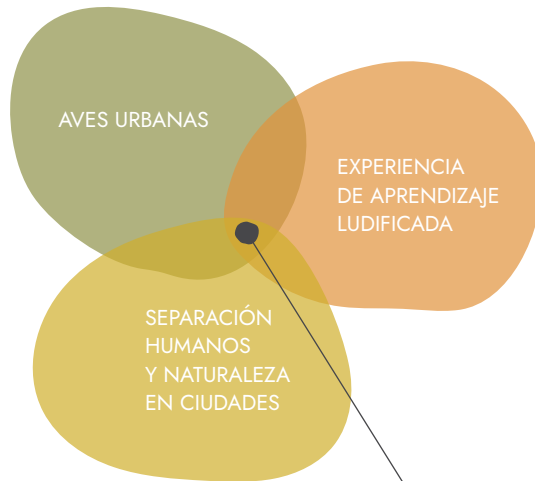 AVES URBANAS
EXPERIENCIA
DE APRENDIZAJE
LUDIFICADA
SEPARACIÓN
HUMANOS
Y NATURALEZA
EN CIUDADES